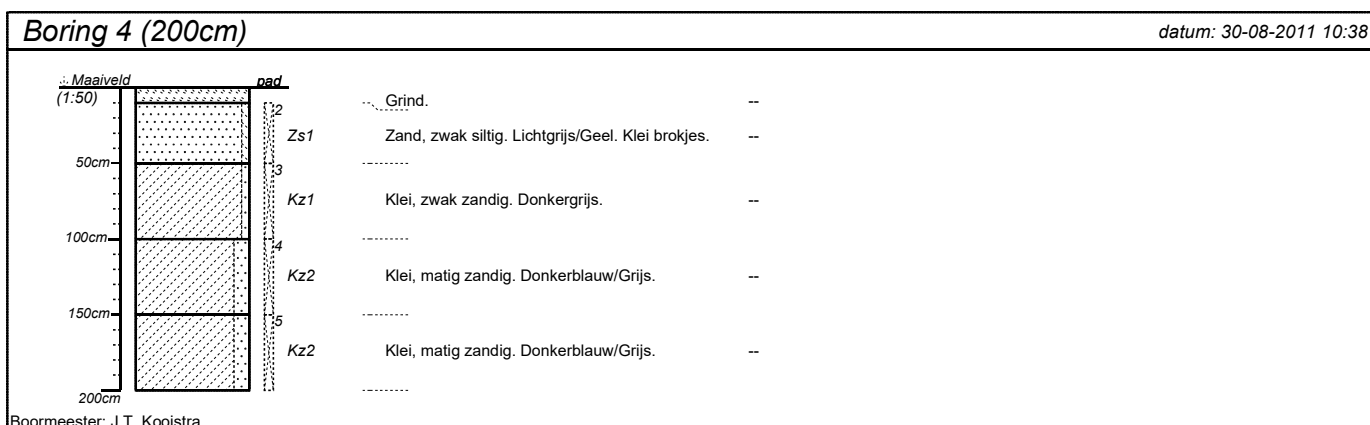 Boring 4 (200cm) datum: 30-08-2011 10:38
Maaiveld pad
(1:50) Grind. --
2
Zs1 Zand, zwak siltig. Lichtgrijs/Geel. Klei brokjes. --
50cm
3
Kz1 Klei, zwak zandig. Donkergrijs. --
100cm
4
Kz2 Klei, matig zandig. Donkerblauw/Grijs. --
150cm
5
Kz2 Klei, matig zandig. Donkerblauw/Grijs. --
200cm
Boormeester: J.T. Kooistra